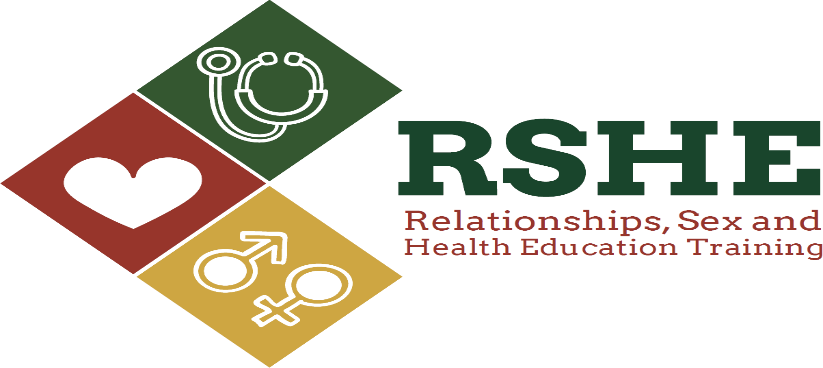 RSHE
Relationships, Sex and
Health Education Training